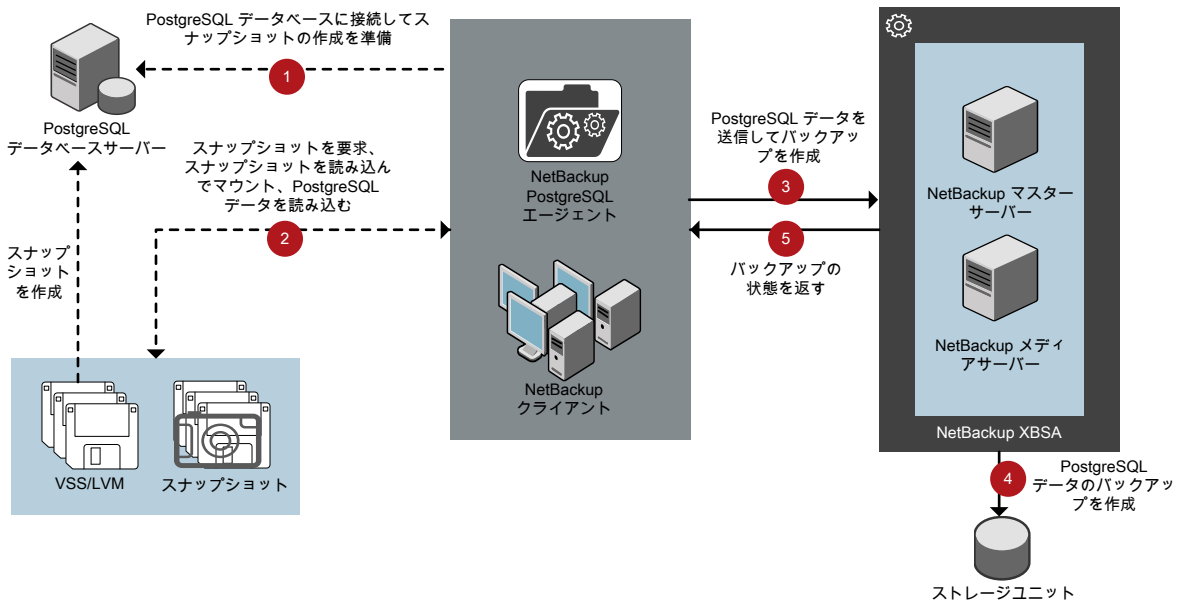 PostgreSQL データベースに接続してス
ナップショットの作成を準備
1
PostgreSQL
データベースサーバー
スナップショットを要求、
スナップショットを読み込ん
でマウント、PostgreSQL
データを読み込む
2
スナップ
ショット
を作成
VSS/LVM
スナップショット
NetBackup
PostgreSQL
エージェント
NetBackup
クライアント
PostgreSQL データを
送信してバックアッ
プを作成
3
5
バックアップの
状態を返す
NetBackup マスター
サーバー
NetBackup メディ
アサーバー
NetBackup XBSA
4
PostgreSQL
データのバックアッ
プを作成
ストレージユニット